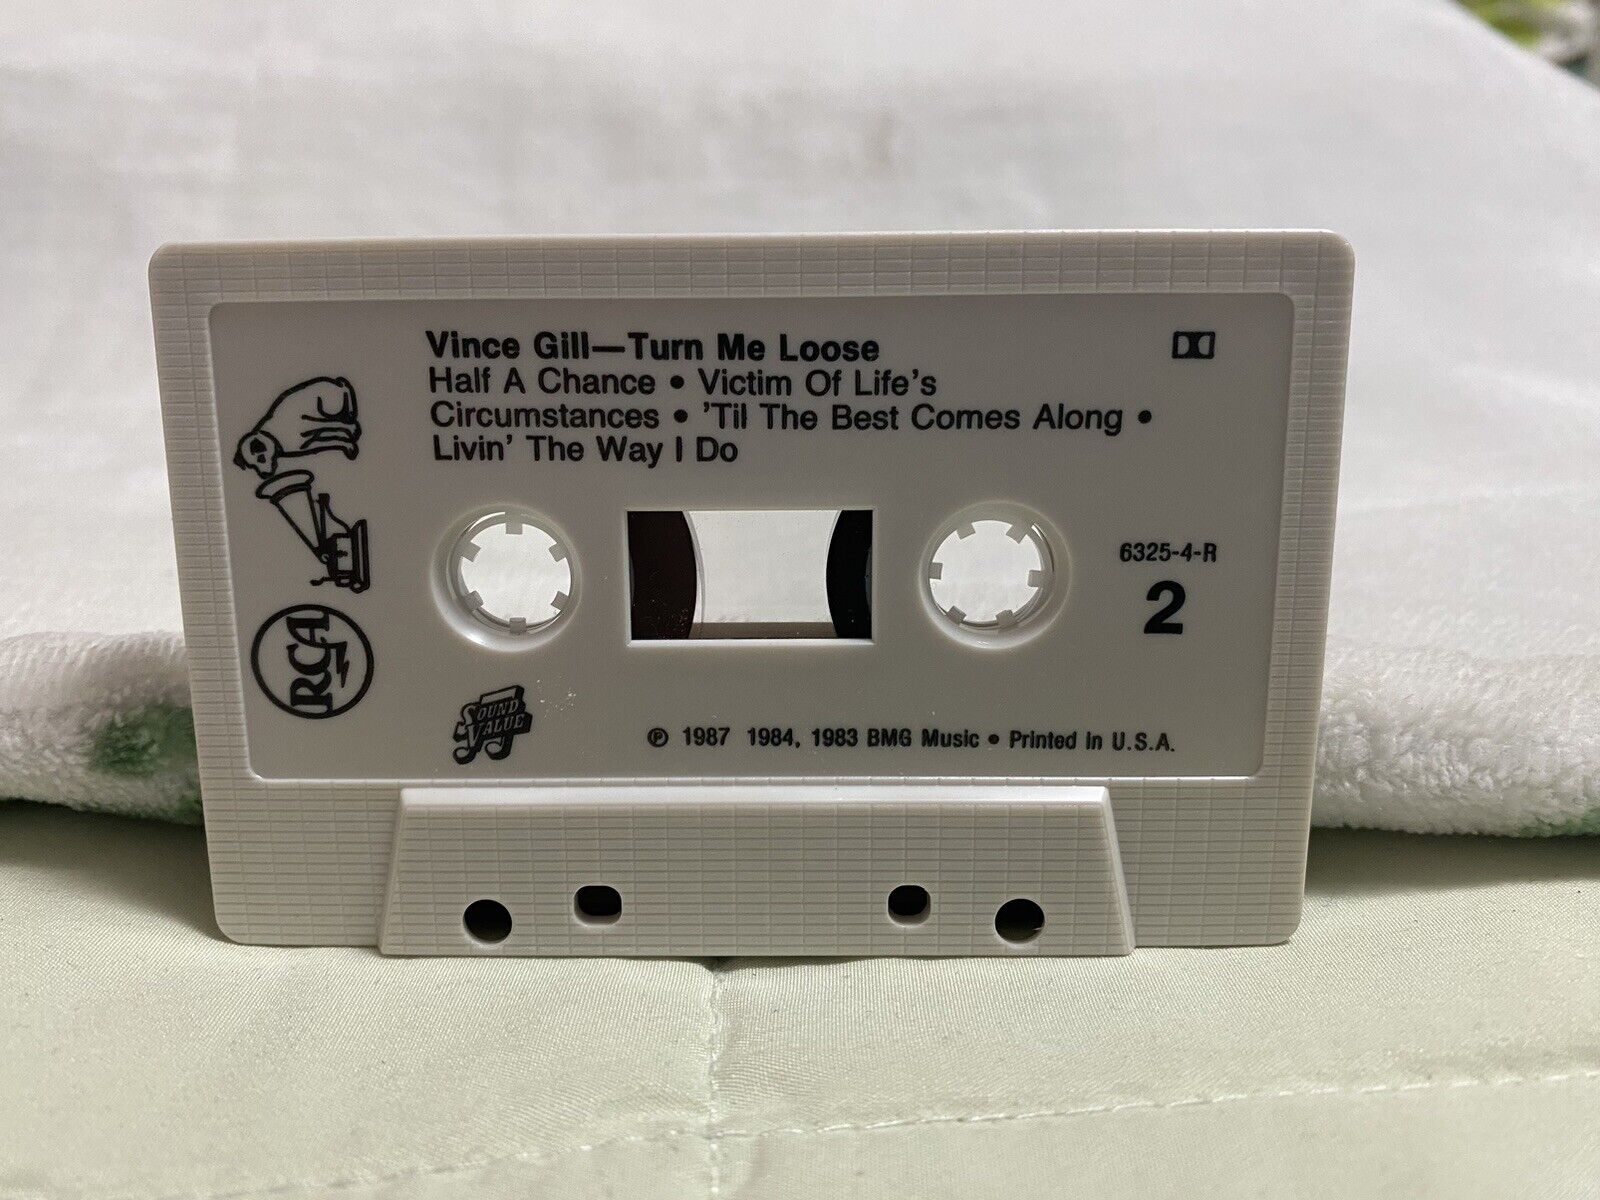 Vince Gill—Turn Me Loose
Half A Chance • Victim Of Life's
Circumstances • 'Til The Best Comes Along •
Livin' The Way I Do
6325-4-R
2
RCA
SOUND
VALUE
℗ 1987 1984, 1983 BMG Music • Printed in U.S.A.